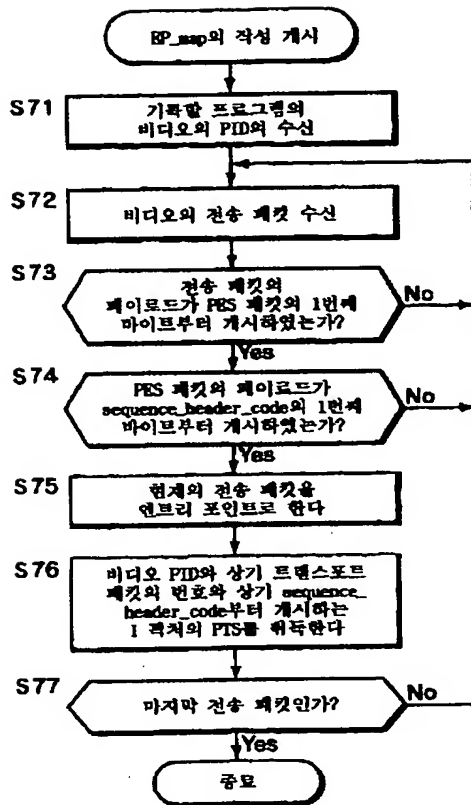 EP_map의 작성 개시
S71
기록할 프로그램의
비디오의 PID의 수신
S72
비디오의 전송 패킷 수신
S73
전송 패킷의
페이로드가 PES 패킷의 1번째
바이트부터 개시하였는가?
No
Yes
S74
PES 패킷의 페이로드가
sequence_header_code의 1번째
바이트부터 개시하였는가?
No
Yes
S75
현재의 전송 패킷을
엔트리 포인트로 한다
S76
비디오 PID와 상기 트랜스포트
패킷의 번호와 상기 sequence_
header_code부터 개시하는
I 픽처의 PTS를 취득한다
S77
마지막 전송 패킷인가?
No
Yes
종료